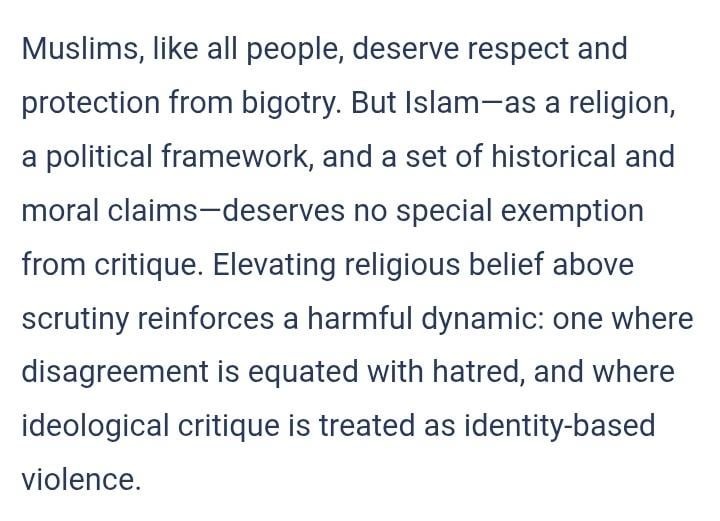 Muslims, like all people, deserve respect and
protection from bigotry. But Islam—as a religion,
a political framework, and a set of historical and
moral claims—deserves no special exemption
from critique. Elevating religious belief above
scrutiny reinforces a harmful dynamic: one where
disagreement is equated with hatred, and where
ideological critique is treated as identity-based
violence.